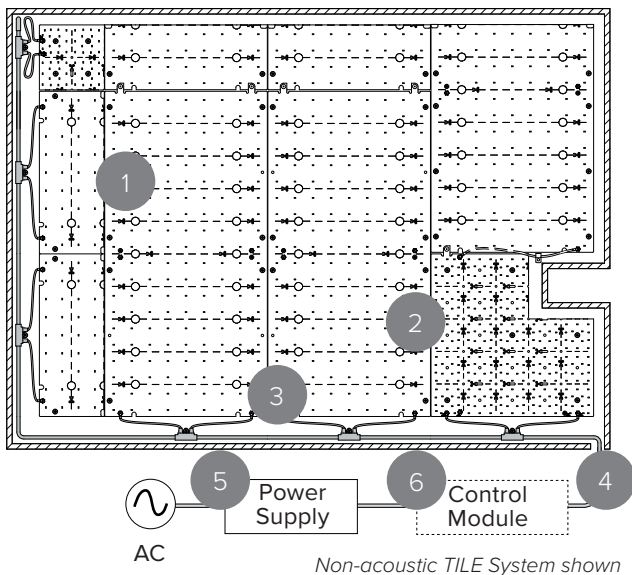 1
2
3
5
6
4
Power
Supply
Control
Module
AC
Non-acoustic TILE System shown